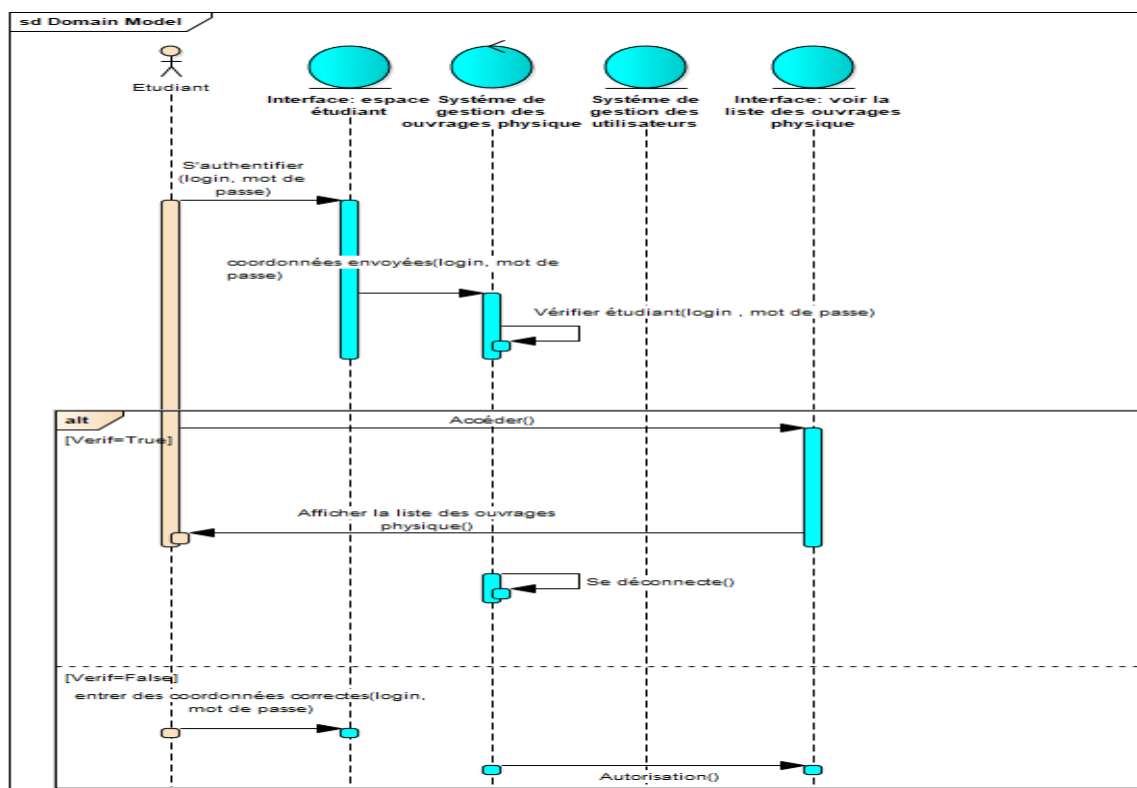 sd Domain Model
Etudiant
Interface: espace
étudiant
Systéme de
gestion des
ouvrages physique
Systéme de
gestion des
utilisateurs
Interface: voir la
liste des ouvrages
physique
S'authentifier
(login, mot de
passe)
coordonnées envoyées(login, mot de
passe)
Vérifier étudiant(login , mot de passe)
alt
[Verif=True]
Accéder()
Afficher la liste des ouvrages
physique()
Se déconnecte()
[Verif=False]
entrer des coordonnées correctes(login,
mot de passe)
Autorisation()